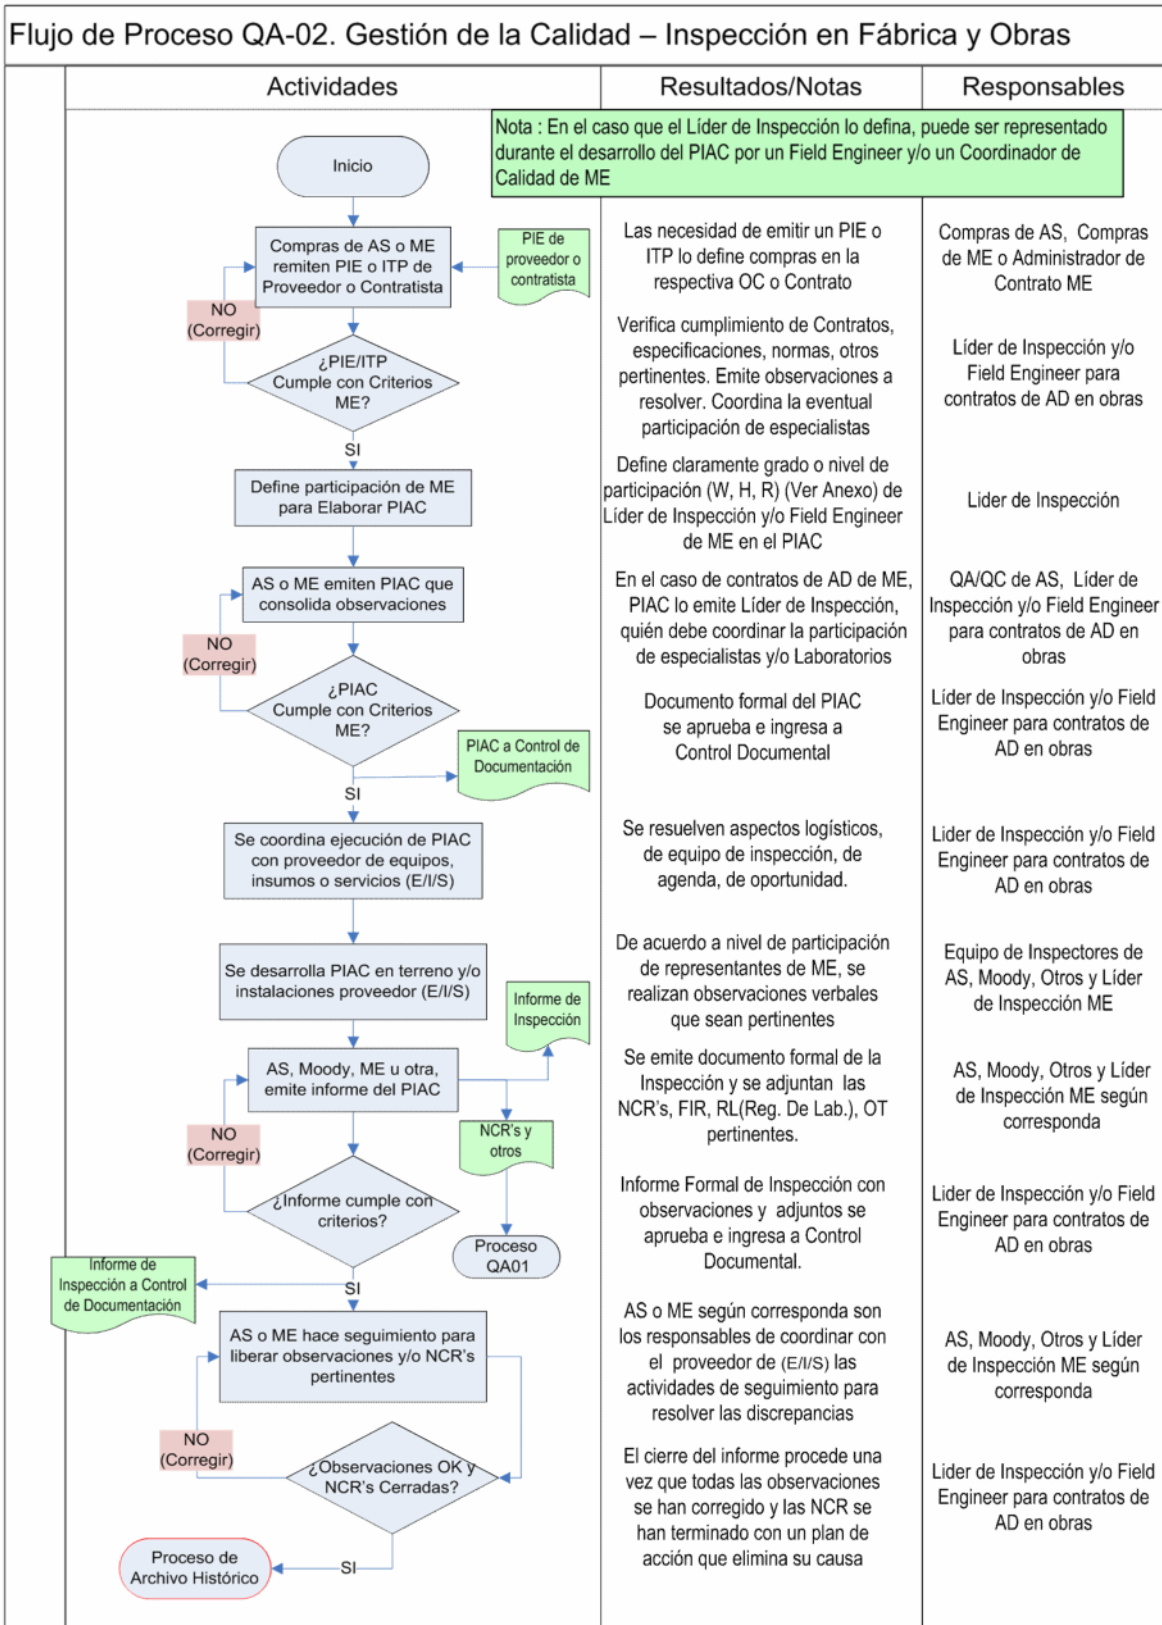 Flujo de Proceso QA-02. Gestión de la Calidad – Inspección en Fábrica y Obras
Actividades
Resultados/Notas
Responsables
Nota : En el caso que el Líder de Inspección lo defina, puede ser representado
durante el desarrollo del PIAC por un Field Engineer y/o un Coordinador de
Calidad de ME
Inicio
Compras de AS o ME
remiten PIE o ITP de
Proveedor o Contratista
PIE de
proveedor o
contratista
Las necesidad de emitir un PIE o
ITP lo define compras en la
respectiva OC o Contrato
Compras de AS, Compras
de ME o Administrador de
Contrato ME
NO
(Corregir)
¿PIE/ITP
Cumple con Criterios
ME?
Verifica cumplimiento de Contratos,
especificaciones, normas, otros
pertinentes. Emite observaciones a
resolver. Coordina la eventual
participación de especialistas
Líder de Inspección y/o
Field Engineer para
contratos de AD en obras
SI
Define participación de ME
para Elaborar PIAC
Define claramente grado o nivel de
participación (W, H, R) (Ver Anexo) de
Líder de Inspección y/o Field Engineer
de ME en el PIAC
Lider de Inspección
AS o ME emiten PIAC que
consolida observaciones
En el caso de contratos de AD de ME,
PIAC lo emite Líder de Inspección,
quién debe coordinar la participación
de especialistas y/o Laboratorios
QA/QC de AS, Líder de
Inspección y/o Field Engineer
para contratos de AD en
obras
NO
(Corregir)
¿PIAC
Cumple con Criterios
ME?
PIAC a Control de
Documentación
Documento formal del PIAC
se aprueba e ingresa a
Control Documental
Líder de Inspección y/o Field
Engineer para contratos de
AD en obras
SI
Se coordina ejecución de PIAC
con proveedor de equipos,
insumos o servicios (E/I/S)
Se resuelven aspectos logísticos,
de equipo de inspección, de
agenda, de oportunidad.
Lider de Inspección y/o Field
Engineer para contratos de
AD en obras
Se desarrolla PIAC en terreno y/o
instalaciones proveedor (E/I/S)
Informe de
Inspección
De acuerdo a nivel de participación
de representantes de ME, se
realizan observaciones verbales
que sean pertinentes
Equipo de Inspectores de
AS, Moody, Otros y Líder
de Inspección ME
AS, Moody, ME u otra,
emite informe del PIAC
Se emite documento formal de la
Inspección y se adjuntan las
NCR's, FIR, RL(Reg. De Lab.), OT
pertinentes.
AS, Moody, Otros y Líder
de Inspección ME según
corresponda
NO
(Corregir)
NCR's y
otros
¿Informe cumple con
criterios?
Proceso
QA01
Informe Formal de Inspección con
observaciones y adjuntos se
aprueba e ingresa a Control
Documental.
Lider de Inspección y/o Field
Engineer para contratos de
AD en obras
Informe de
Inspección a Control
de Documentación
SI
AS o ME hace seguimiento para
liberar observaciones y/o NCR's
pertinentes
AS o ME según corresponda son
los responsables de coordinar con
el proveedor de (E/I/S) las
actividades de seguimiento para
resolver las discrepancias
AS, Moody, Otros y Líder
de Inspección ME según
corresponda
NO
(Corregir)
¿Observaciones OK y
NCR's Cerradas?
El cierre del informe procede una
vez que todas las observaciones
se han corregido y las NCR se
han terminado con un plan de
acción que elimina su causa
Lider de Inspección y/o Field
Engineer para contratos de
AD en obras
Proceso de
Archivo Histórico
SI